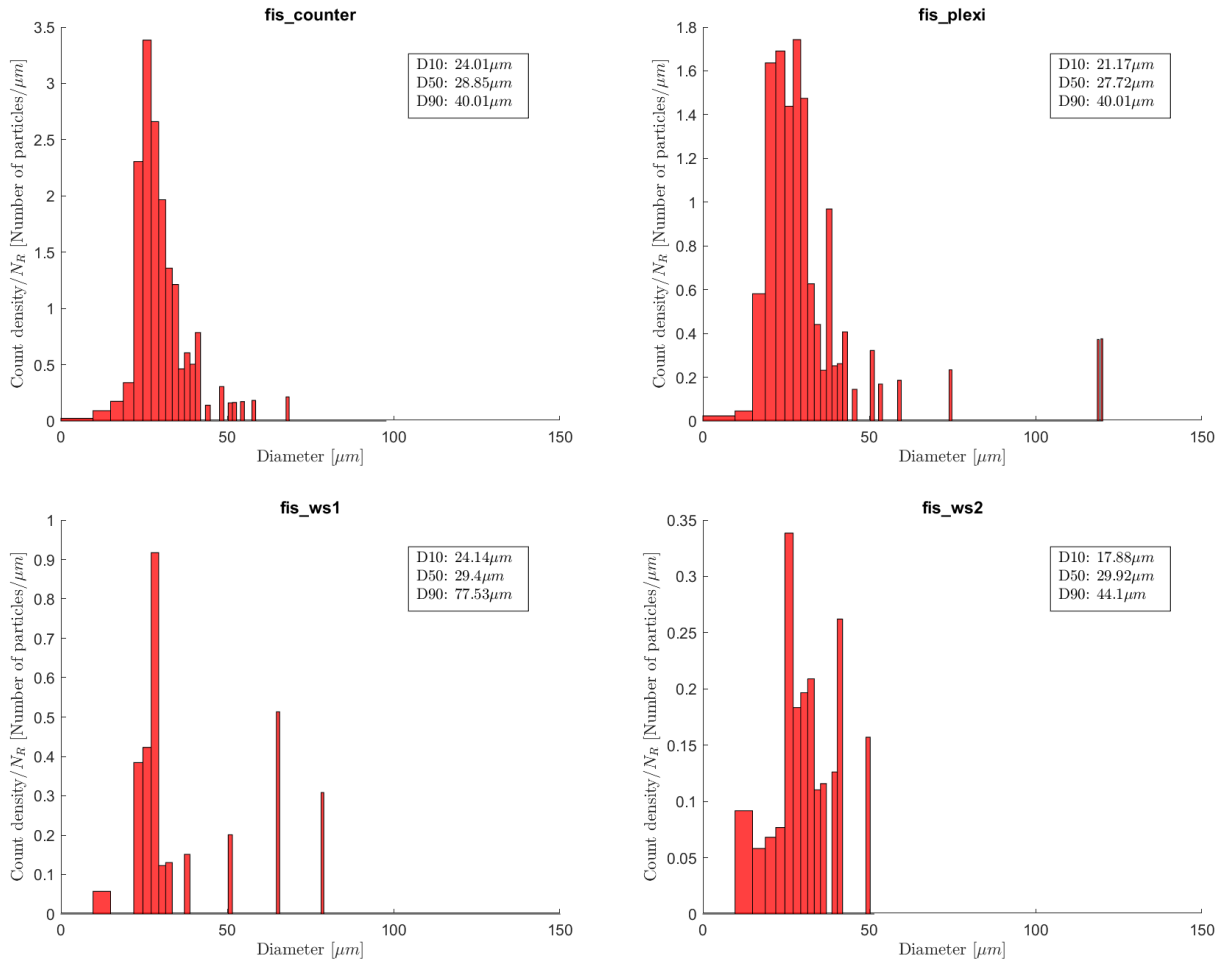 fis_counter
3.5
3
2.5
2
1.5
1
0.5
0
Count density/N_R [Number of particles/μm]
D10: 24.01μm
D50: 28.85μm
D90: 40.01μm
0 50 100 150
Diameter [μm]
fis_plexi
1.8
1.6
1.4
1.2
1
0.8
0.6
0.4
0.2
0
Count density/N_R [Number of particles/μm]
D10: 21.17μm
D50: 27.72μm
D90: 40.01μm
0 50 100 150
Diameter [μm]
fis_ws1
1
0.9
0.8
0.7
0.6
0.5
0.4
0.3
0.2
0.1
0
Count density/N_R [Number of particles/μm]
D10: 24.14μm
D50: 29.4μm
D90: 77.53μm
0 50 100 150
Diameter [μm]
fis_ws2
0.35
0.3
0.25
0.2
0.15
0.1
0.05
0
Count density/N_R [Number of particles/μm]
D10: 17.88μm
D50: 29.92μm
D90: 44.1μm
0 50 100 150
Diameter [μm]